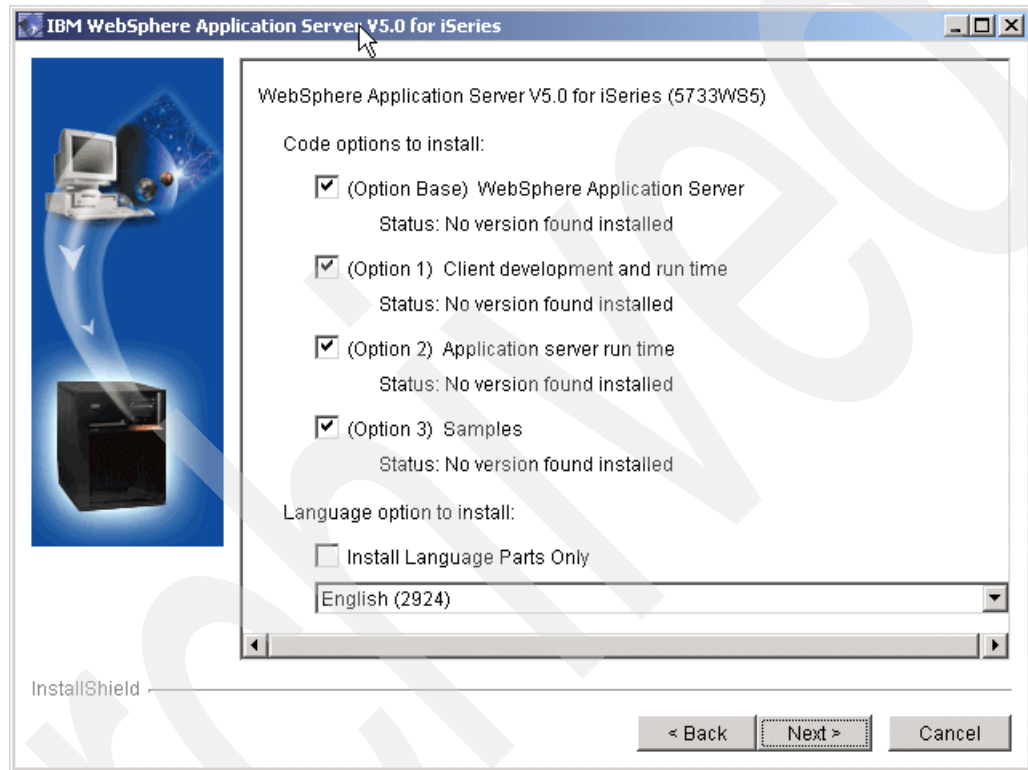 IBM WebSphere Application Server V5.0 for iSeries
WebSphere Application Server V5.0 for iSeries (5733WS5)
Code options to install:
(Option Base) WebSphere Application Server
Status: No version found installed
(Option 1) Client development and run time
Status: No version found installed
(Option 2) Application server run time
Status: No version found installed
(Option 3) Samples
Status: No version found installed
Language option to install:
Install Language Parts Only
English (2924)
InstallShield
< Back
Next >
Cancel